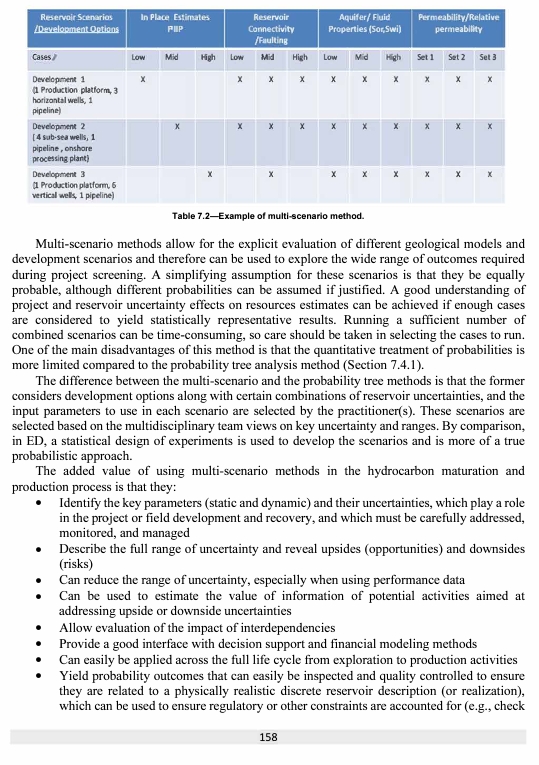 Reservoir Scenarios In Place Estimates Reservoir Aquifer/ Fluid Permeability/Relative
/Development Options PIIP Connectivity Properties (Sor,Swi) permeability
/Faulting
Cases // Low Mid High Low Mid High Low Mid High Set 1 Set 2 Set 3
Development 1 X X X X X X X X X X
(1 Production platform, 3
horizontal wells, 1
pipeline)
Development 2 X X X X X X X X X X
( 4 sub-sea wells, 1
pipeline , onshore
processing plant)
Development 3 X X X X X X X X
(1 Production platform, 6
vertical wells, 1 pipeline)
Table 7.2—Example of multi-scenario method.
Multi-scenario methods allow for the explicit evaluation of different geological models and
development scenarios and therefore can be used to explore the wide range of outcomes required
during project screening. A simplifying assumption for these scenarios is that they be equally
probable, although different probabilities can be assumed if justified. A good understanding of
project and reservoir uncertainty effects on resources estimates can be achieved if enough cases
are considered to yield statistically representative results. Running a sufficient number of
combined scenarios can be time-consuming, so care should be taken in selecting the cases to run.
One of the main disadvantages of this method is that the quantitative treatment of probabilities is
more limited compared to the probability tree analysis method (Section 7.4.1).
The difference between the multi-scenario and the probability tree methods is that the former
considers development options along with certain combinations of reservoir uncertainties, and the
input parameters to use in each scenario are selected by the practitioner(s). These scenarios are
selected based on the multidisciplinary team views on key uncertainty and ranges. By comparison,
in ED, a statistical design of experiments is used to develop the scenarios and is more of a true
probabilistic approach.
The added value of using multi-scenario methods in the hydrocarbon maturation and
production process is that they:
• Identify the key parameters (static and dynamic) and their uncertainties, which play a role
in the project or field development and recovery, and which must be carefully addressed,
monitored, and managed
• Describe the full range of uncertainty and reveal upsides (opportunities) and downsides
(risks)
• Can reduce the range of uncertainty, especially when using performance data
• Can be used to estimate the value of information of potential activities aimed at
addressing upside or downside uncertainties
• Allow evaluation of the impact of interdependencies
• Provide a good interface with decision support and financial modeling methods
• Can easily be applied across the full life cycle from exploration to production activities
• Yield probability outcomes that can easily be inspected and quality controlled to ensure
they are related to a physically realistic discrete reservoir description (or realization),
which can be used to ensure regulatory or other constraints are accounted for (e.g., check
158